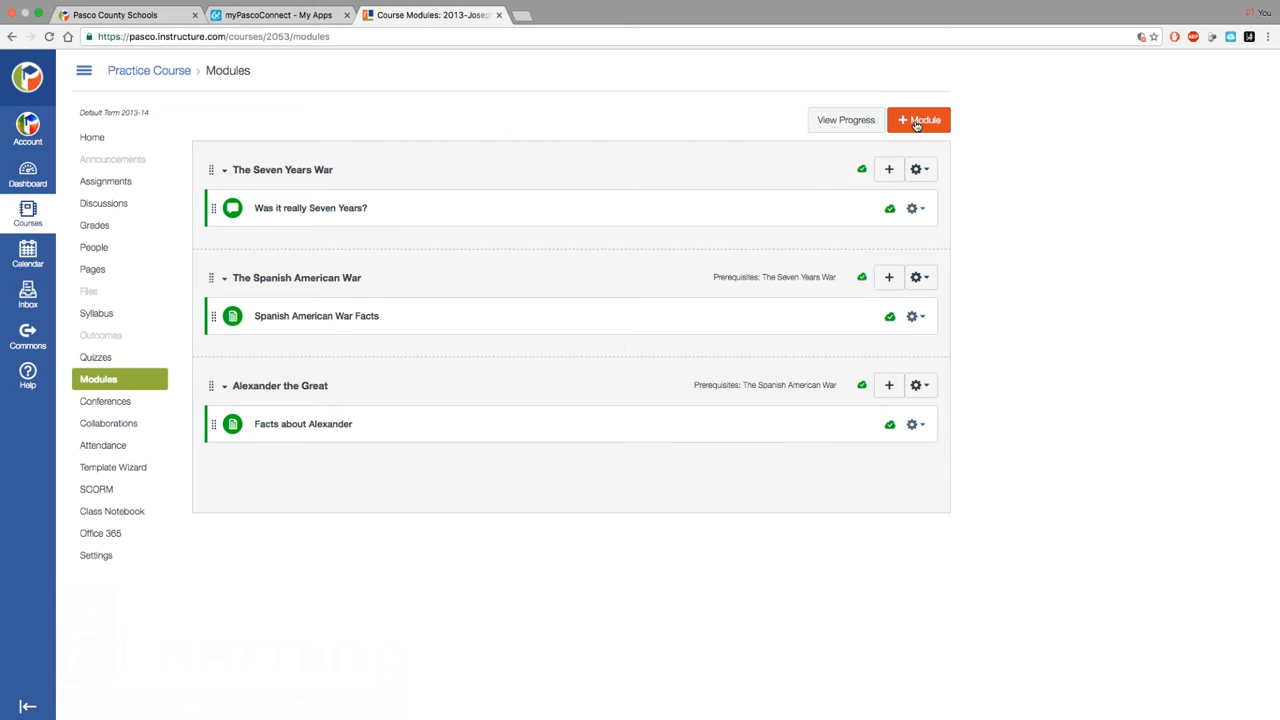 Pasco County Schools
myPascoConnect - My Apps
Course Modules: 2013-Josep
You
https://pasco.instructure.com/courses/2053/modules
Practice Course › Modules
Default Term 2013-14
View Progress
+ Module
Account
Dashboard
Courses
Calendar
Inbox
Commons
Help
Home
Announcements
Assignments
Discussions
Grades
People
Pages
Files
Syllabus
Outcomes
Quizzes
Modules
Conferences
Collaborations
Attendance
Template Wizard
SCORM
Class Notebook
Office 365
Settings
The Seven Years War
Was it really Seven Years?
The Spanish American War
Prerequisites: The Seven Years War
Spanish American War Facts
Alexander the Great
Prerequisites: The Spanish American War
Facts about Alexander